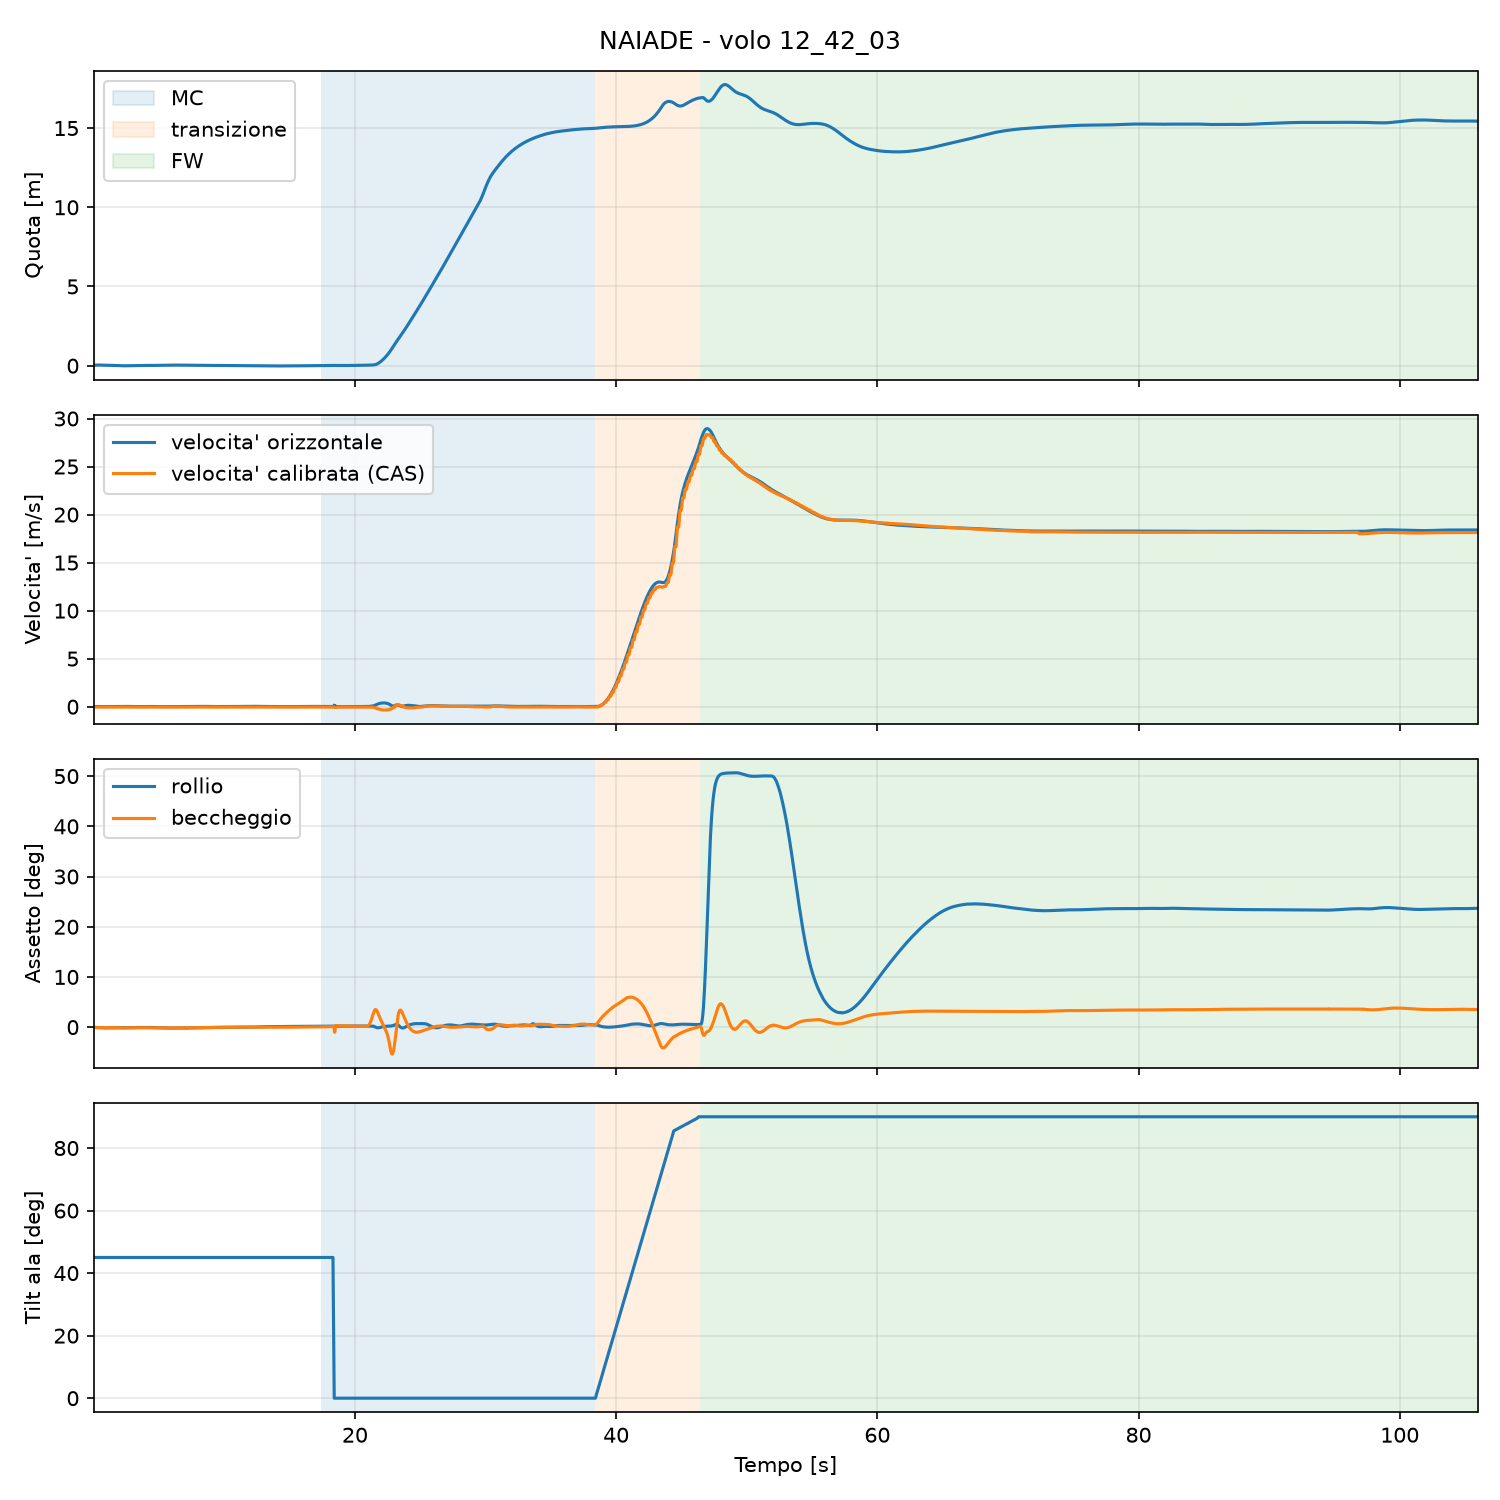 NAIADE - volo 12_42_03
MC
transizione
FW
Quota [m]
15
10
5
0
velocita' orizzontale
velocita' calibrata (CAS)
Velocita' [m/s]
30
25
20
15
10
5
0
rollio
beccheggio
Assetto [deg]
50
40
30
20
10
0
Tilt ala [deg]
80
60
40
20
0
20 40 60 80 100
Tempo [s]